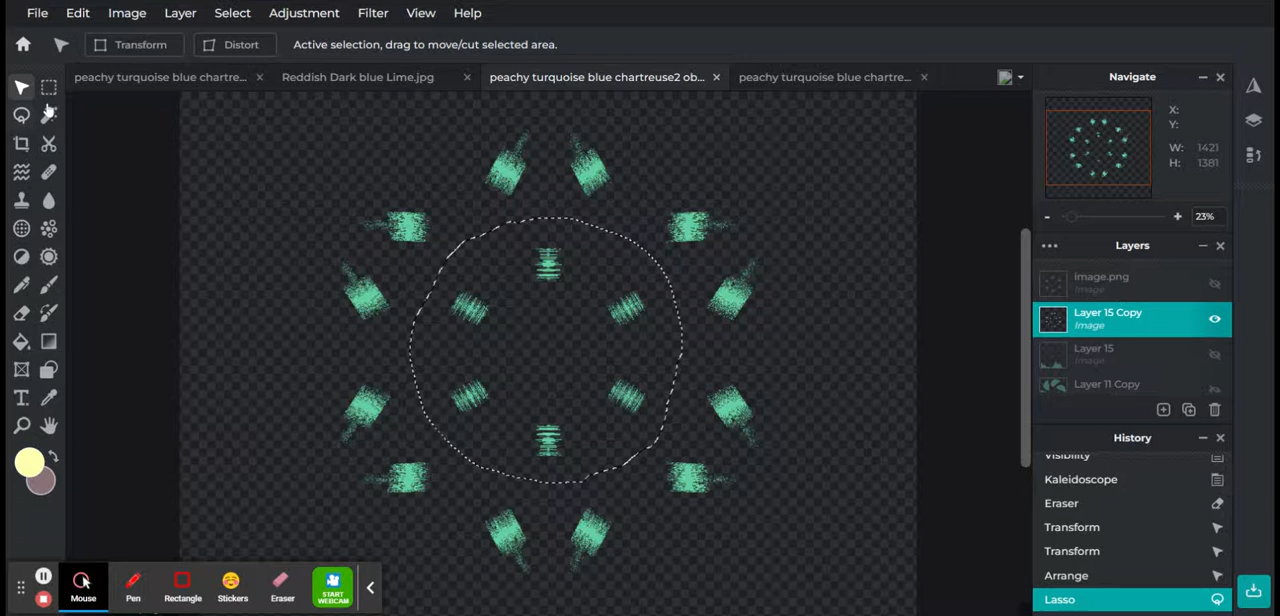 File Edit Image Layer Select Adjustment Filter View Help
Transform Distort Active selection, drag to move/cut selected area.
peachy turquoise blue chartre... Reddish Dark blue Lime.jpg peachy turquoise blue chartreuse2 ob... peachy turquoise blue chartre...
Navigate
X:
Y:
W: 1421
H: 1381
- + 23%
Layers
image.png
Image
Layer 15 Copy
Image
Layer 15
Image
Layer 11 Copy
History
Visibility
Kaleidoscope
Eraser
Transform
Transform
Arrange
Lasso
T
Mouse Pen Rectangle Stickers START WEBCAM Eraser